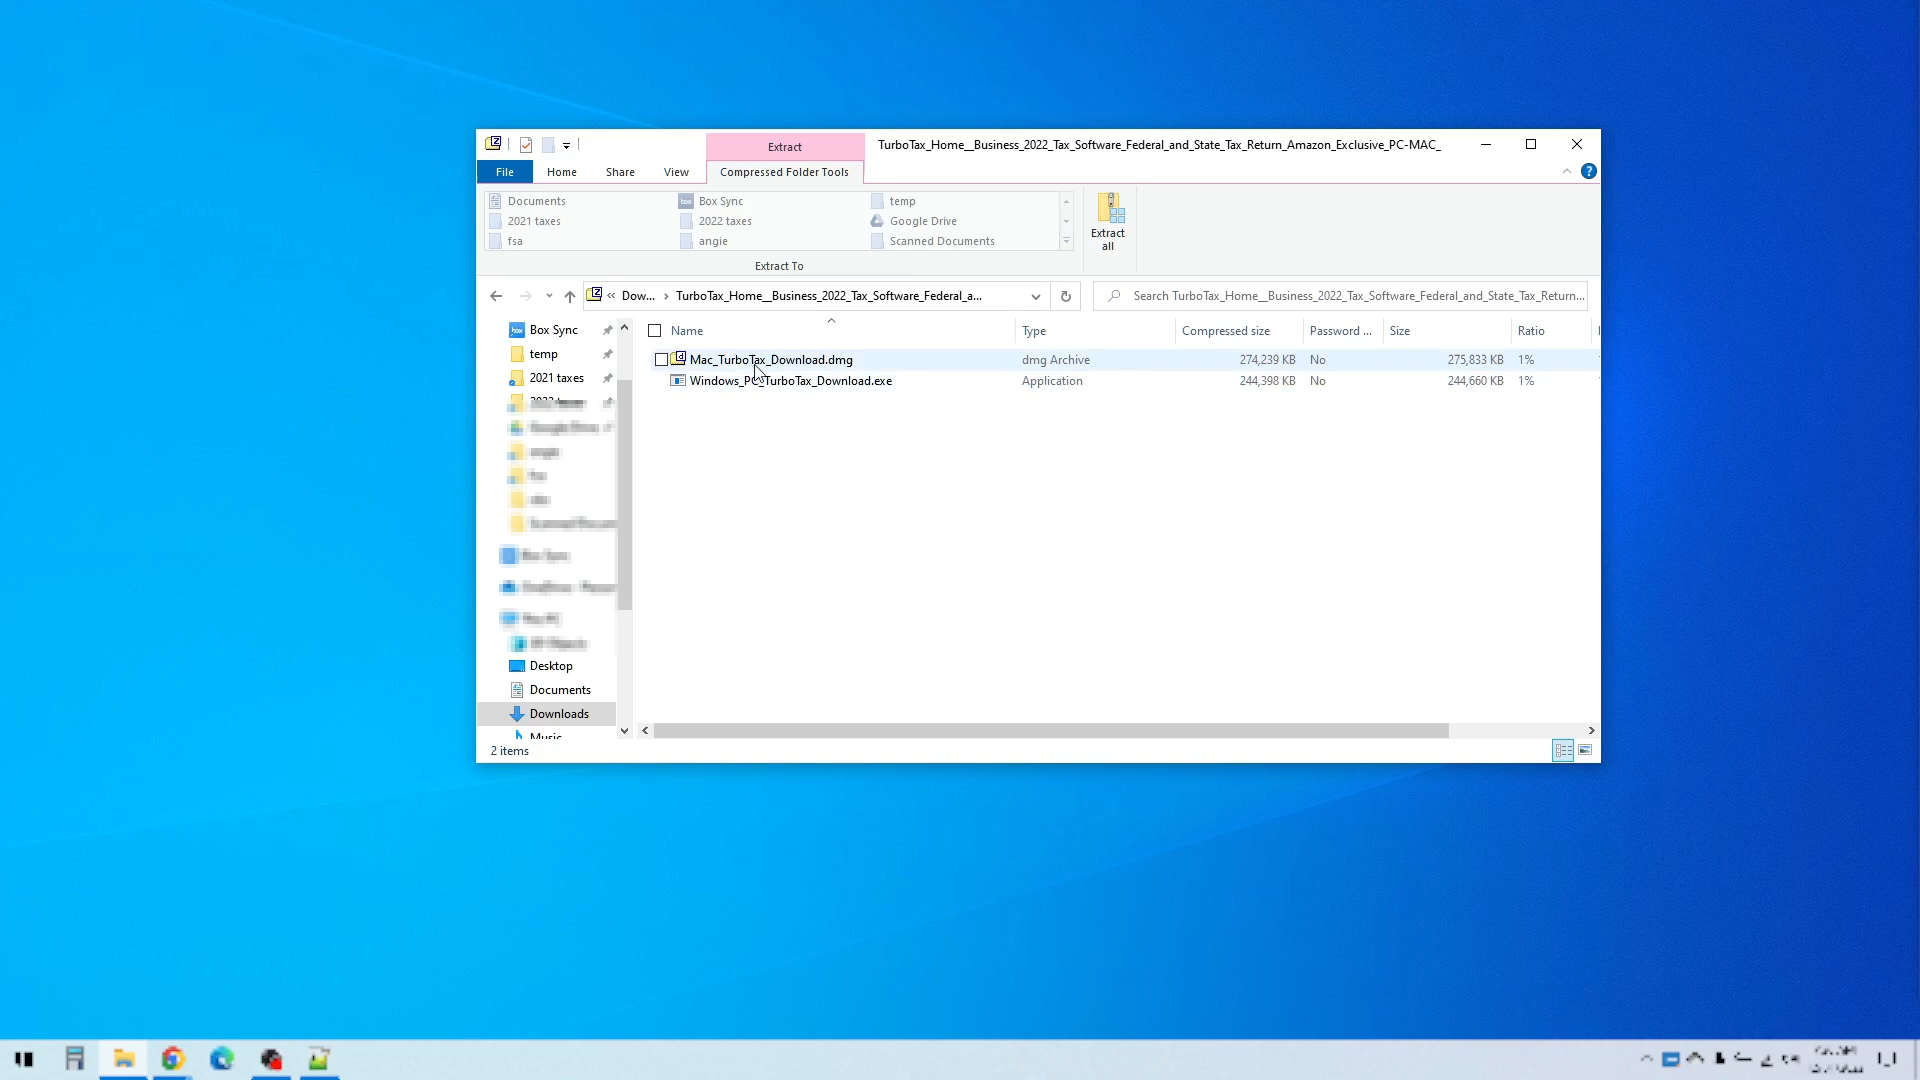 Extract
TurboTax_Home__Business_2022_Tax_Software_Federal_and_State_Tax_Return_Amazon_Exclusive_PC-MAC_
File
Home
Share
View
Compressed Folder Tools
Documents
Box Sync
temp
2021 taxes
2022 taxes
Google Drive
fsa
angie
Scanned Documents
Extract all
Extract To
« Dow... › TurboTax_Home__Business_2022_Tax_Software_Federal_a...
Search TurboTax_Home__Business_2022_Tax_Software_Federal_and_State_Tax_Return...
Box Sync
temp
2021 taxes
Desktop
Documents
Downloads
Music
Name
Type
Compressed size
Password ...
Size
Ratio
Mac_TurboTax_Download.dmg
dmg Archive
274,239 KB
No
275,833 KB
1%
Windows_PC_TurboTax_Download.exe
Application
244,398 KB
No
244,660 KB
1%
2 items